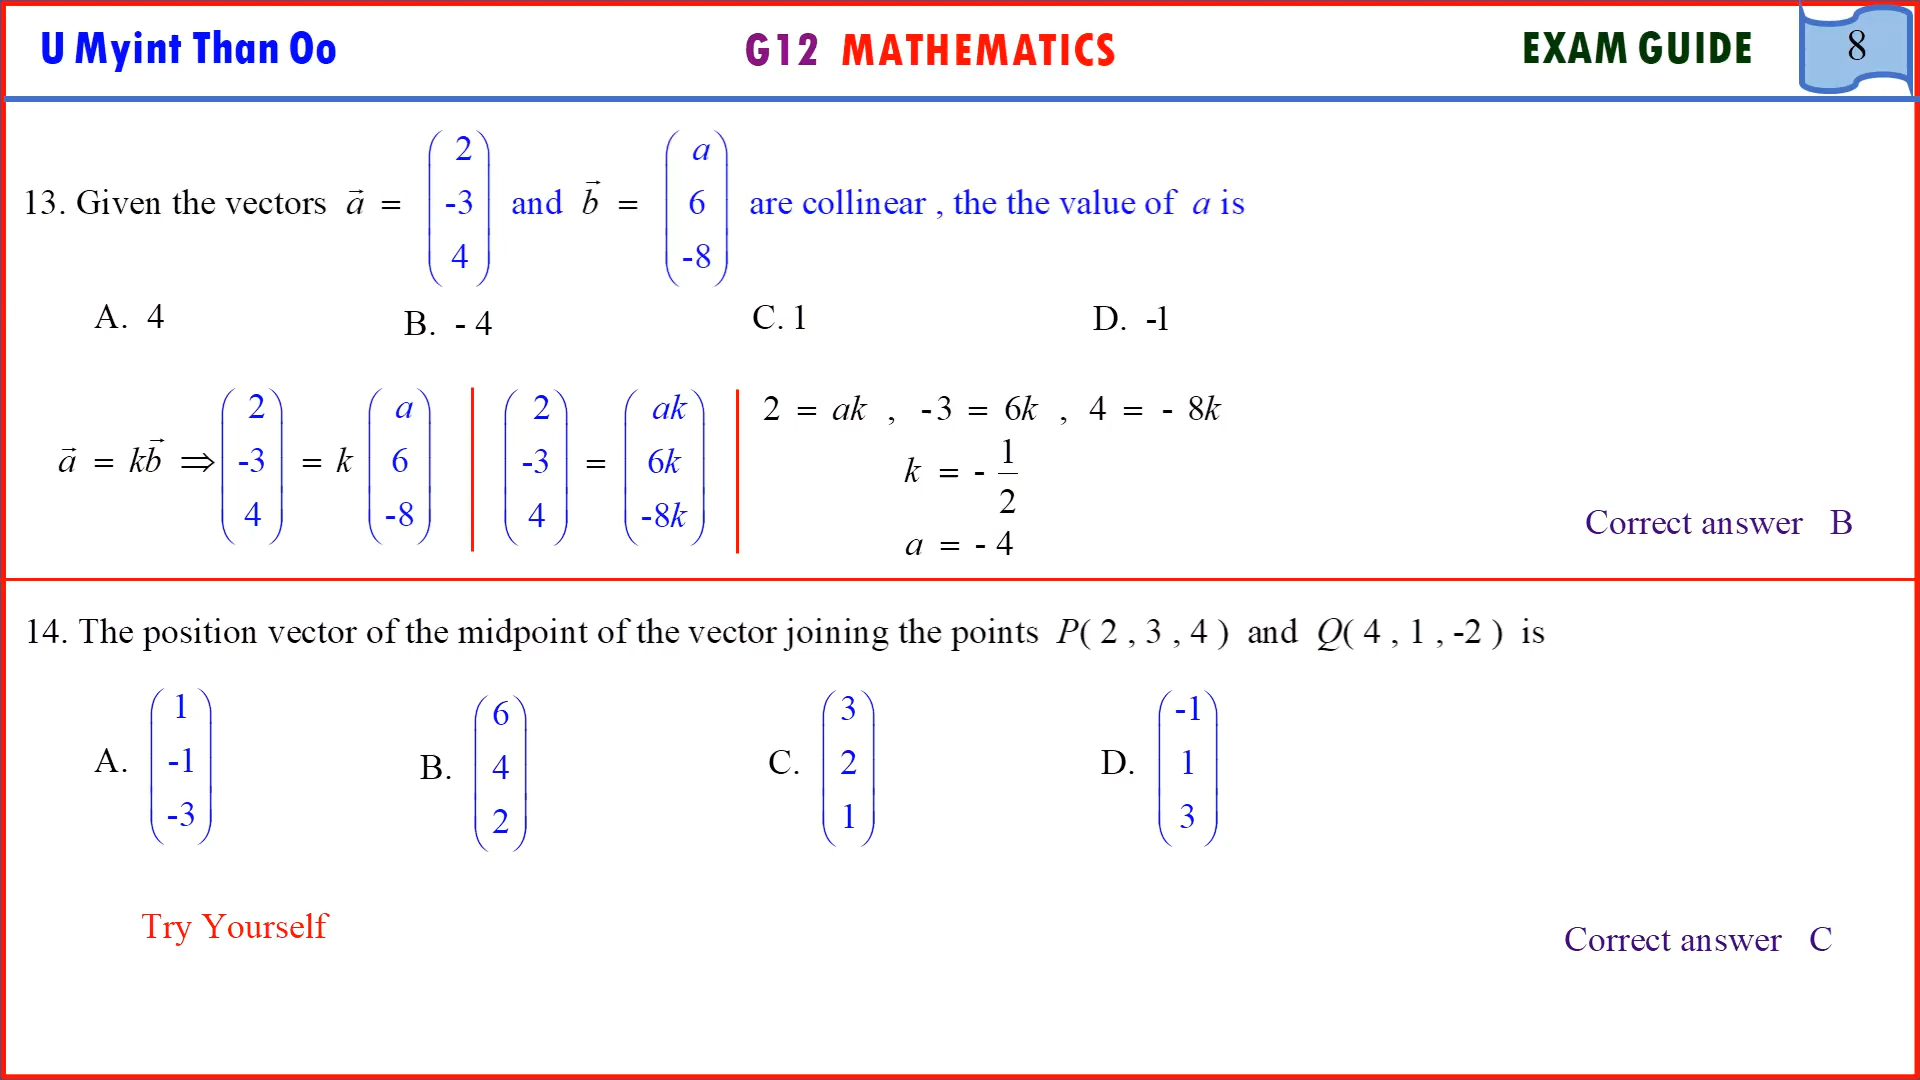 U Myint Than Oo G12 MATHEMATICS EXAM GUIDE 8
13. Given the vectors a⃗ = (2 -3 4) and b⃗ = (a 6 -8) are collinear , the the value of a is
A. 4 B. - 4 C. 1 D. -1
a⃗ = kb⃗ ⇒ (2 -3 4) = k (a 6 -8) | (2 -3 4) = (ak 6k -8k) | 2 = ak , -3 = 6k , 4 = - 8k
k = - 1/2
a = - 4
Correct answer B
14. The position vector of the midpoint of the vector joining the points P( 2 , 3 , 4 ) and Q( 4 , 1 , -2 ) is
A. (1 -1 -3) B. (6 4 2) C. (3 2 1) D. (-1 1 3)
Try Yourself
Correct answer C